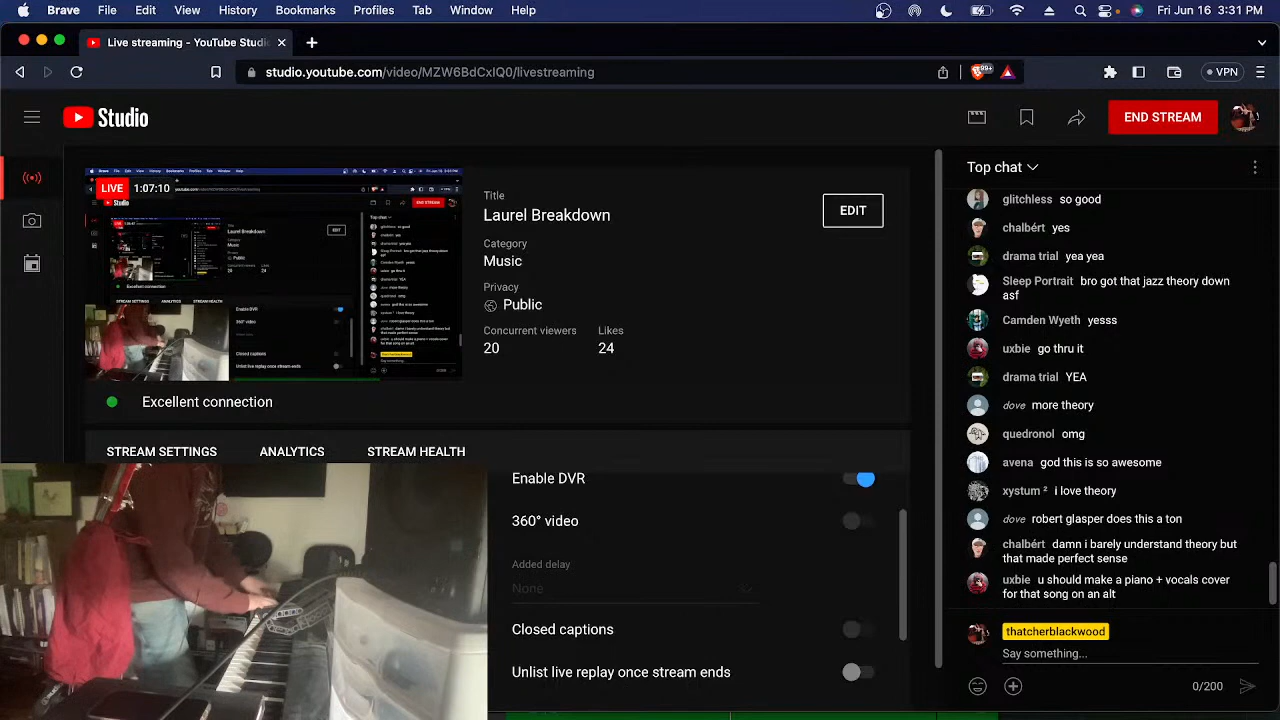 Brave File Edit View History Bookmarks Profiles Tab Window Help Fri Jun 16 3:31 PM
Live streaming - YouTube Studi
studio.youtube.com/video/MZW6BdCxIQ0/livestreaming
99+
VPN
Studio
END STREAM
LIVE 1:07:10
Title
Laurel Breakdown
EDIT
Category
Music
Privacy
Public
Concurrent viewers Likes
20 24
Excellent connection
STREAM SETTINGS ANALYTICS STREAM HEALTH
Enable DVR
360° video
Added delay
None
Closed captions
Unlist live replay once stream ends
Top chat
glitchless so good
chalbért yes
drama trial yea yes
Sleep Portrait bro got that jazz theory down
asf
Camden Wyeth yesss
uxbie go thru it
drama trial YEA
dove more theory
quedronol omg
avena god this is so awesome
xystum ² i love theory
dove robert glasper does this a ton
chalbért damn i barely understand theory but
that made perfect sense
uxbie u should make a piano + vocals cover
for that song on an alt
thatcherblackwood
Say something...
0/200